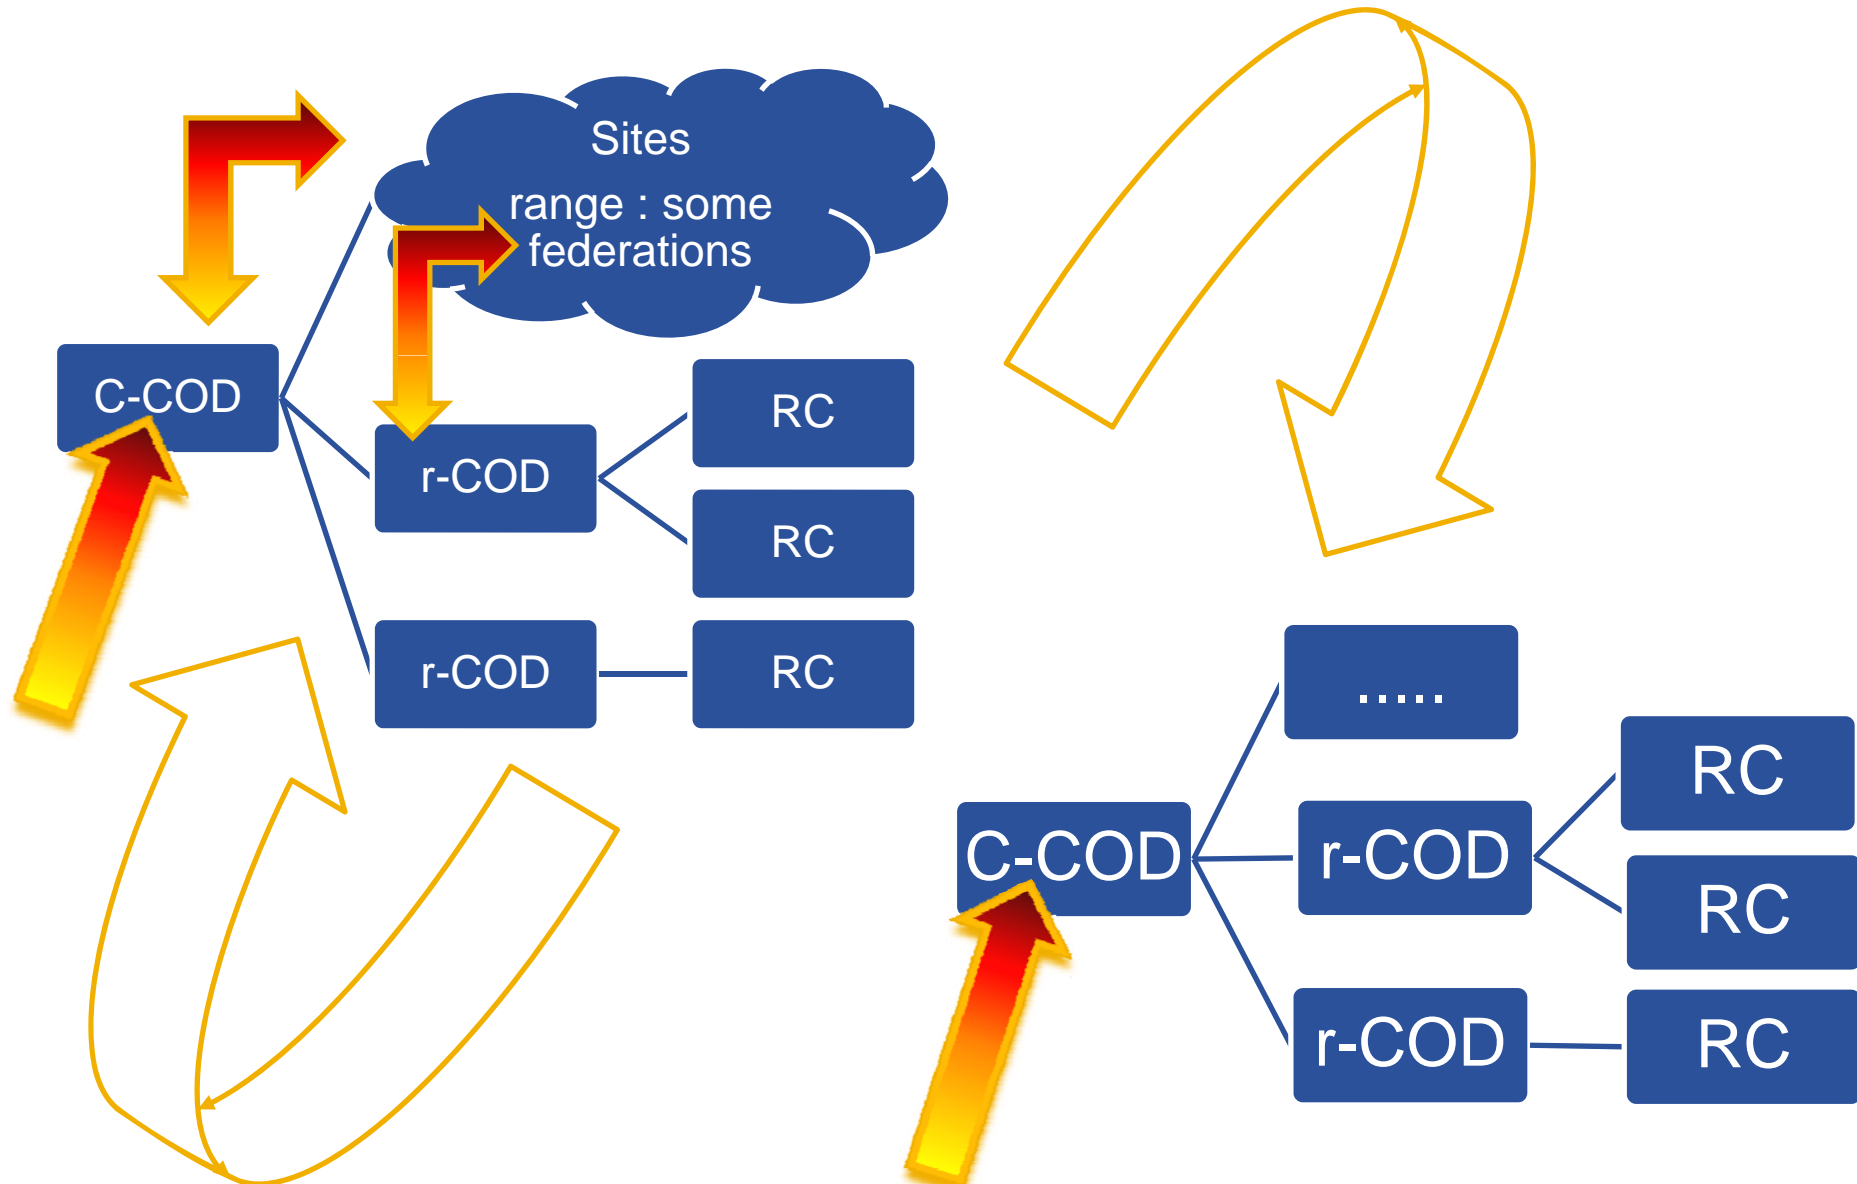 Sites
range : some
federations
C-COD
RC
r-COD
RC
r-COD
RC
.....
RC
C-COD
r-COD
RC
r-COD
RC